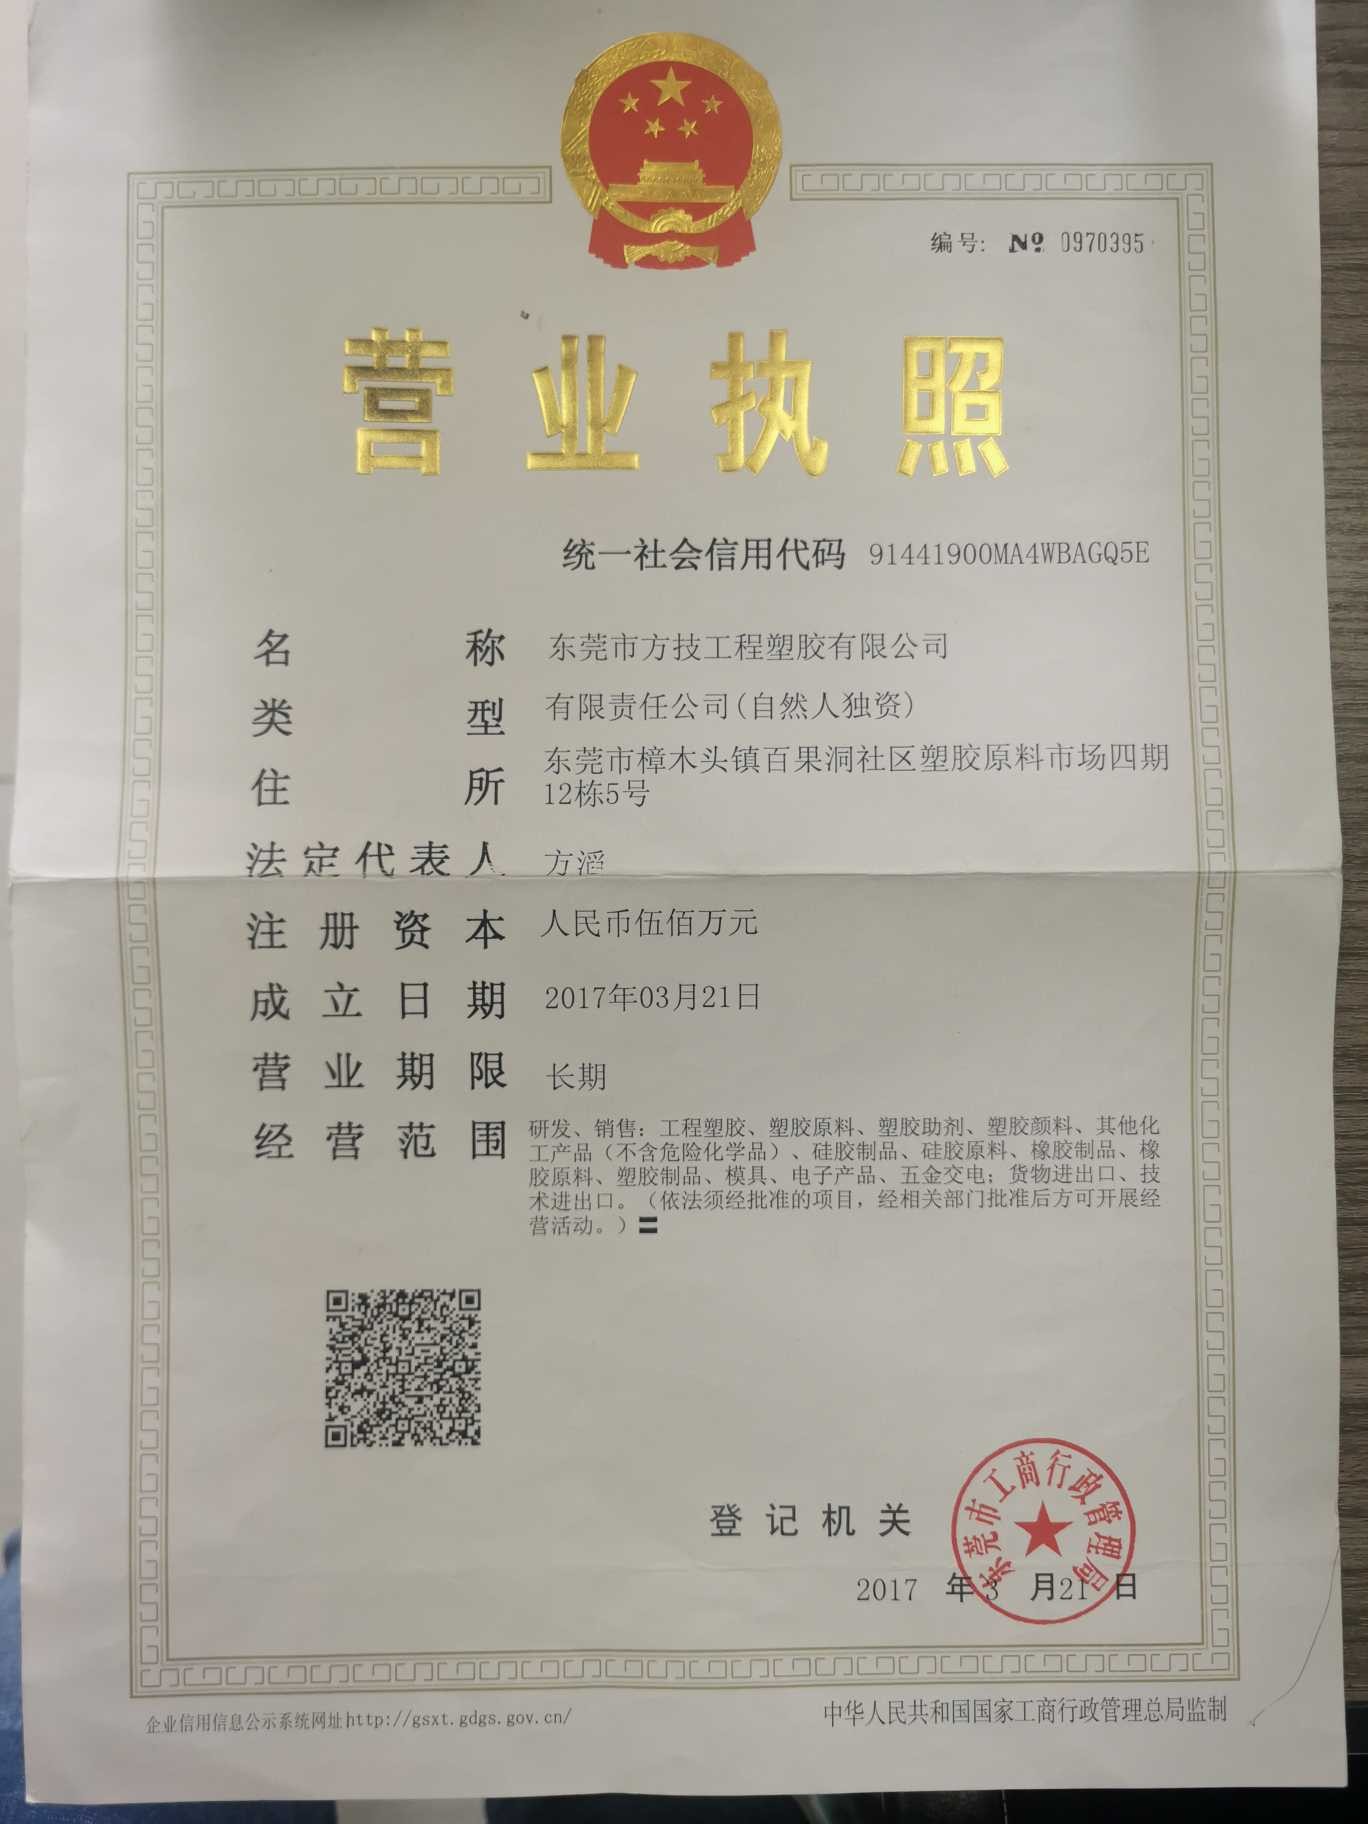 编号: № 0970395
营业执照
统一社会信用代码 91441900MA4WBAGQ5E
名称 东莞市方技工程塑胶有限公司
类型 有限责任公司(自然人独资)
住所 东莞市樟木头镇百果洞社区塑胶原料市场四期
12栋5号
法定代表人 方滔
注册资本 人民币伍佰万元
成立日期 2017年03月21日
营业期限 长期
经营范围 研发、销售：工程塑胶、塑胶原料、塑胶助剂、塑胶颜料、其他化
工产品（不含危险化学品）、硅胶制品、硅胶原料、橡胶制品、橡
胶原料、塑胶制品、模具、电子产品、五金交电；货物进出口、技
术进出口。（依法须经批准的项目，经相关部门批准后方可开展经
营活动。）〓
东莞市工商行政管理局
登记机关
2017 年3 月21 日
企业信用信息公示系统网址http://gsxt.gdgs.gov.cn/
中华人民共和国国家工商行政管理总局监制